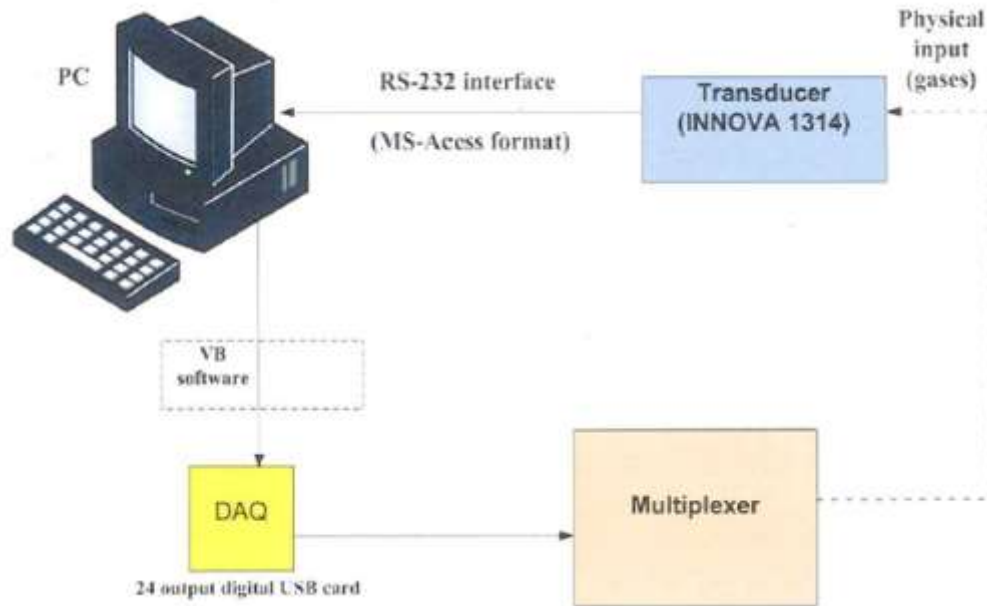 PC
RS-232 interface
(MS-Acess format)
Transducer
(INNOVA 1314)
Physical
input
(gases)
VB
software
DAQ
24 output digital USB card
Multiplexer